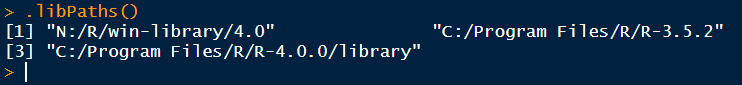 > .libPaths()
[1] "N:/R/win-library/4.0" "C:/Program Files/R/R-3.5.2"
[3] "C:/Program Files/R/R-4.0.0/library"
>